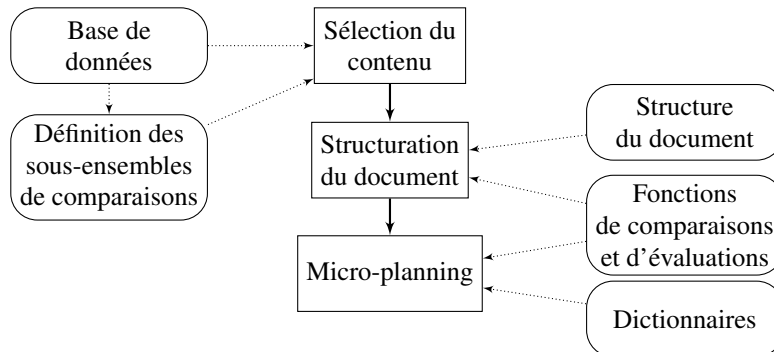 Base de
données
Sélection du
contenu
Définition des
sous-ensembles
de comparaisons
Structuration
du document
Structure
du document
Fonctions
de comparaisons
et d'évaluations
Micro-planning
Dictionnaires